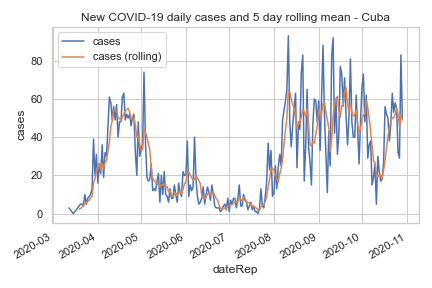 New COVID-19 daily cases and 5 day rolling mean - Cuba
cases
cases (rolling)
cases
80
60
40
20
0
2020-03
2020-04
2020-05
2020-06
2020-07
2020-08
2020-09
2020-10
2020-11
dateRep